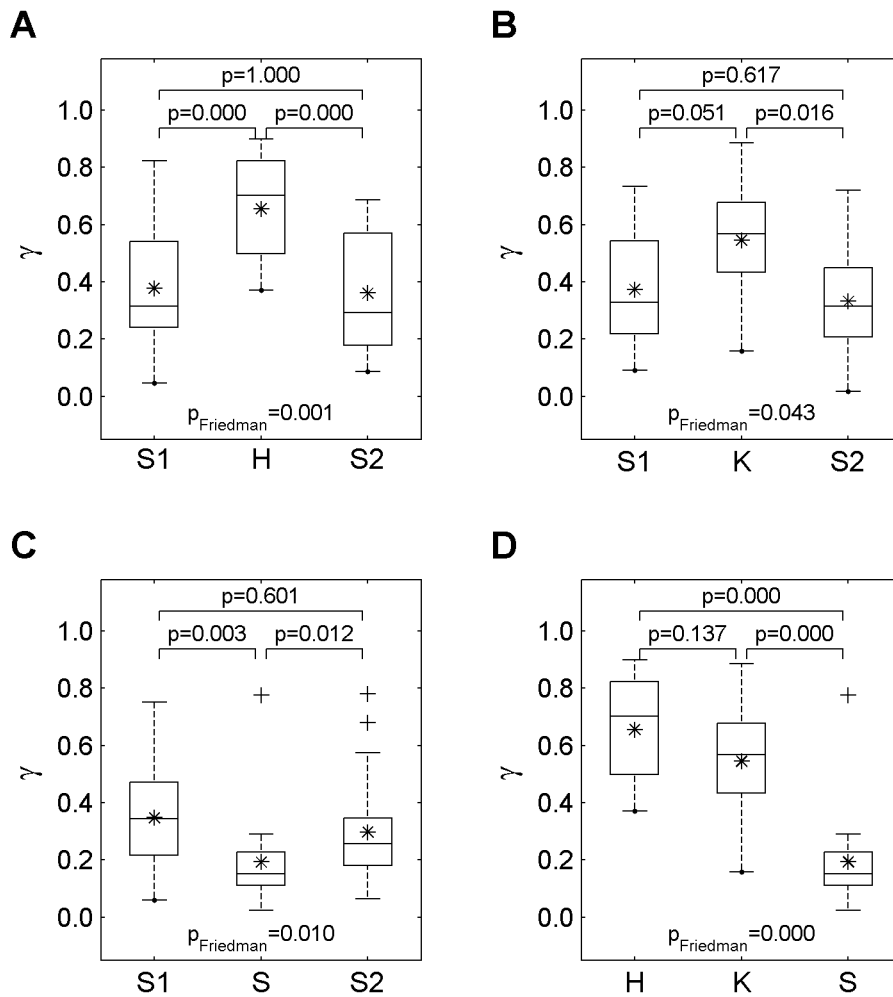 A
p=1.000
p=0.000 p=0.000
1.0
0.8
0.6
0.4
0.2
0.0
γ
pFriedman=0.001
S1 H S2
B
p=0.617
p=0.051 p=0.016
1.0
0.8
0.6
0.4
0.2
0.0
γ
pFriedman=0.043
S1 K S2
C
p=0.601
p=0.003 p=0.012
1.0
0.8
0.6
0.4
0.2
0.0
γ
pFriedman=0.010
S1 S S2
D
p=0.000
p=0.137 p=0.000
1.0
0.8
0.6
0.4
0.2
0.0
γ
pFriedman=0.000
H K S